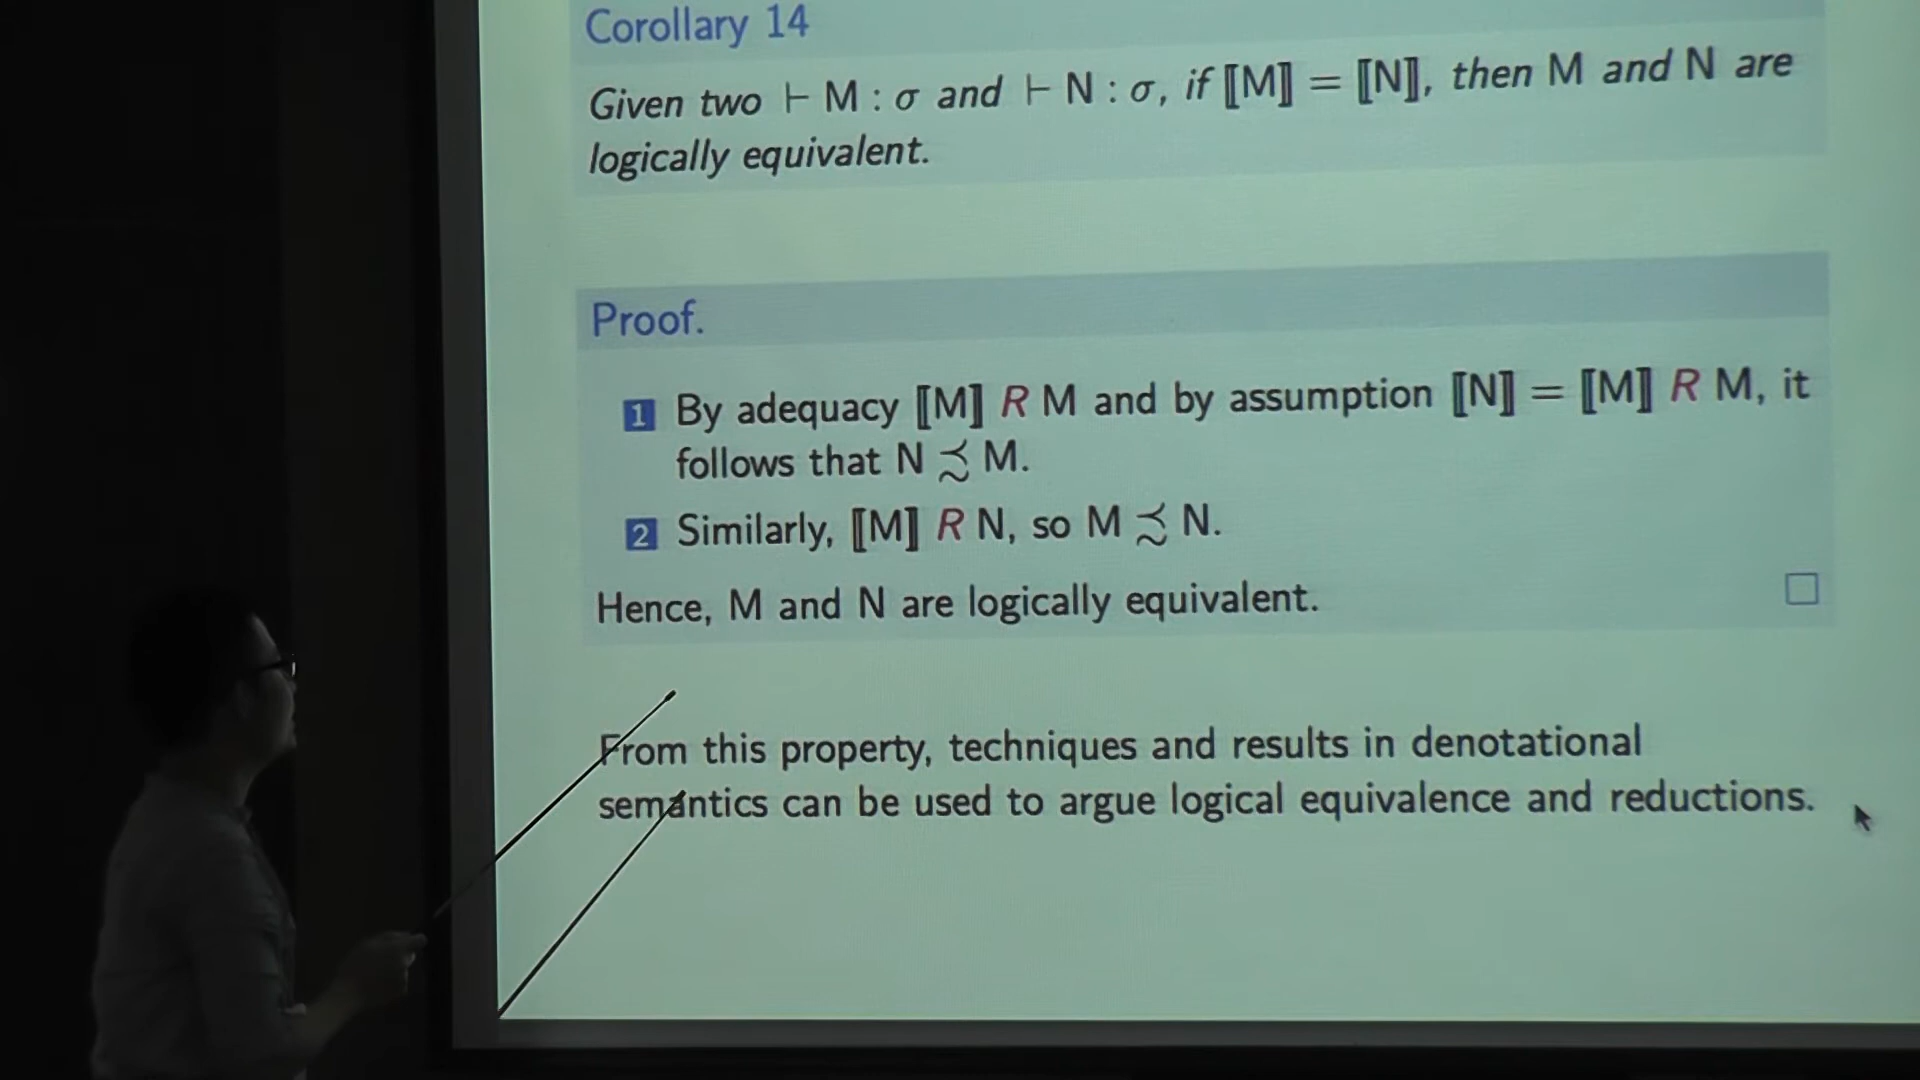 Corollary 14
Given two ⊢ M : σ and ⊢ N : σ, if ⟦M⟧ = ⟦N⟧, then M and N are
logically equivalent.
Proof.
1 By adequacy ⟦M⟧ R M and by assumption ⟦N⟧ = ⟦M⟧ R M, it
follows that N ≾ M.
2 Similarly, ⟦M⟧ R N, so M ≾ N.
Hence, M and N are logically equivalent. □
From this property, techniques and results in denotational
semantics can be used to argue logical equivalence and reductions.